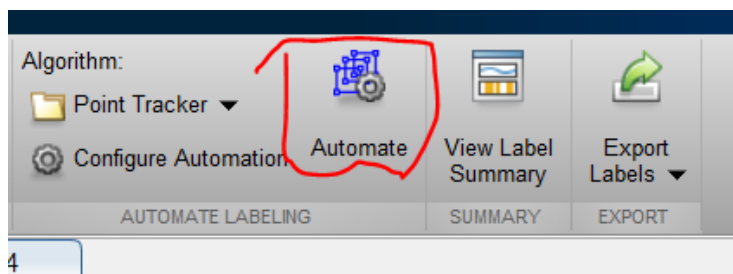 Algorithm:
Point Tracker
Configure Automation
Automate
View Label
Summary
Export
Labels
AUTOMATE LABELING
SUMMARY
EXPORT
4